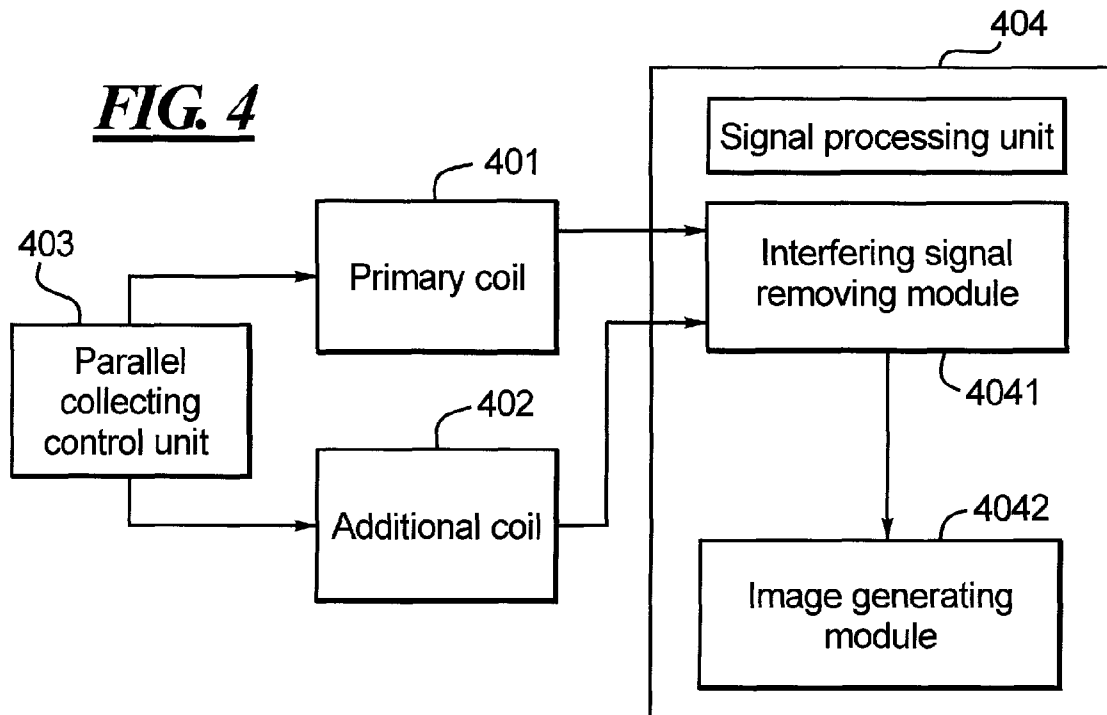 FIG. 4
404
Signal processing unit
401
Primary coil
403
Parallel
collecting
control unit
Interfering signal
removing module
4041
402
Additional coil
4042
Image generating
module